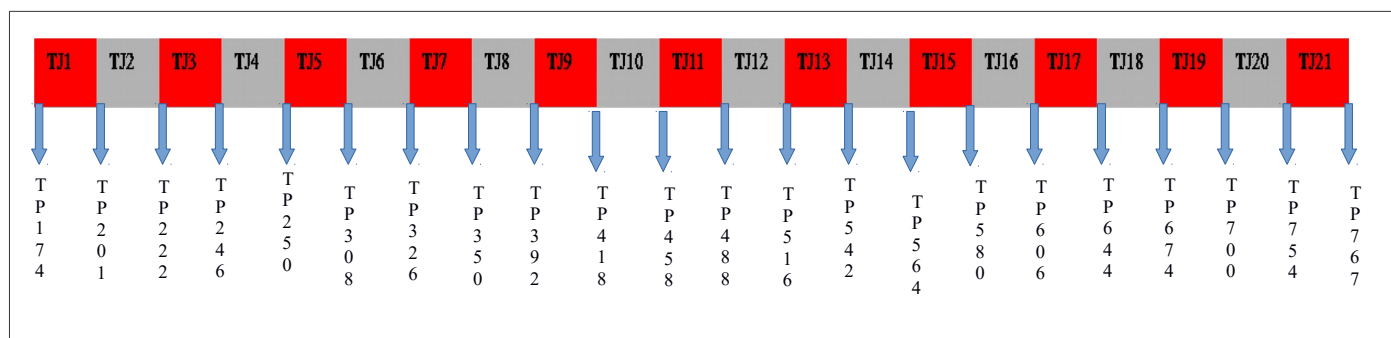 TJ1 TJ2 TJ3 TJ4 TJ5 TJ6 TJ7 TJ8 TJ9 TJ10 TJ11 TJ12 TJ13 TJ14 TJ15 TJ16 TJ17 TJ18 TJ19 TJ20 TJ21
TP174
TP201
TP222
TP246
TP250
TP308
TP326
TP350
TP392
TP418
TP458
TP488
TP516
TP542
TP564
TP580
TP606
TP644
TP674
TP700
TP754
TP767